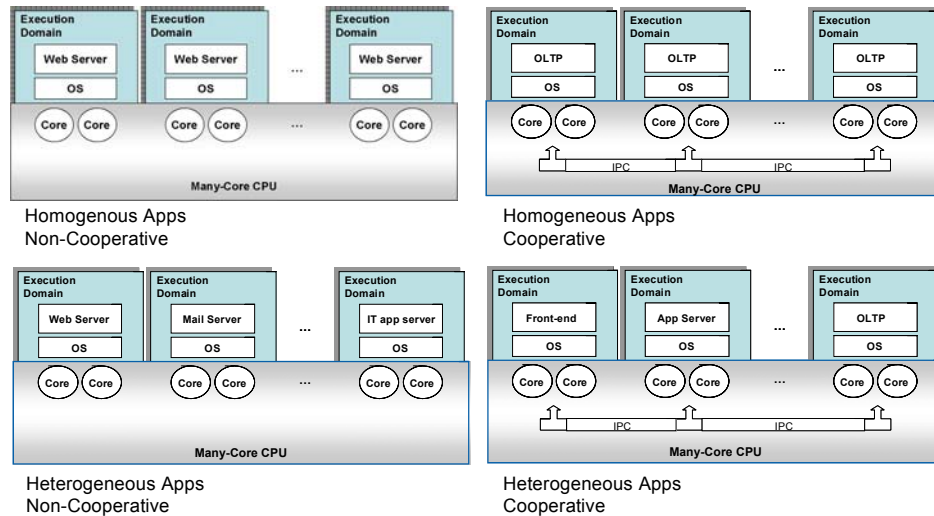 Execution
Domain
Web Server
OS
Core Core
Execution
Domain
Web Server
OS
Core Core
...
...
Execution
Domain
Web Server
OS
Core Core
Many-Core CPU
Homogenous Apps
Non-Cooperative
Execution
Domain
OLTP
OS
Core Core
Execution
Domain
OLTP
OS
Core Core
...
...
Execution
Domain
OLTP
OS
Core Core
IPC
IPC
Many-Core CPU
Homogeneous Apps
Cooperative
Execution
Domain
Web Server
OS
Core Core
Execution
Domain
Mail Server
OS
Core Core
...
...
Execution
Domain
IT app server
OS
Core Core
Many-Core CPU
Heterogeneous Apps
Non-Cooperative
Execution
Domain
Front-end
OS
Core Core
Execution
Domain
App Server
OS
Core Core
...
...
Execution
Domain
OLTP
OS
Core Core
IPC
IPC
Many-Core CPU
Heterogeneous Apps
Cooperative